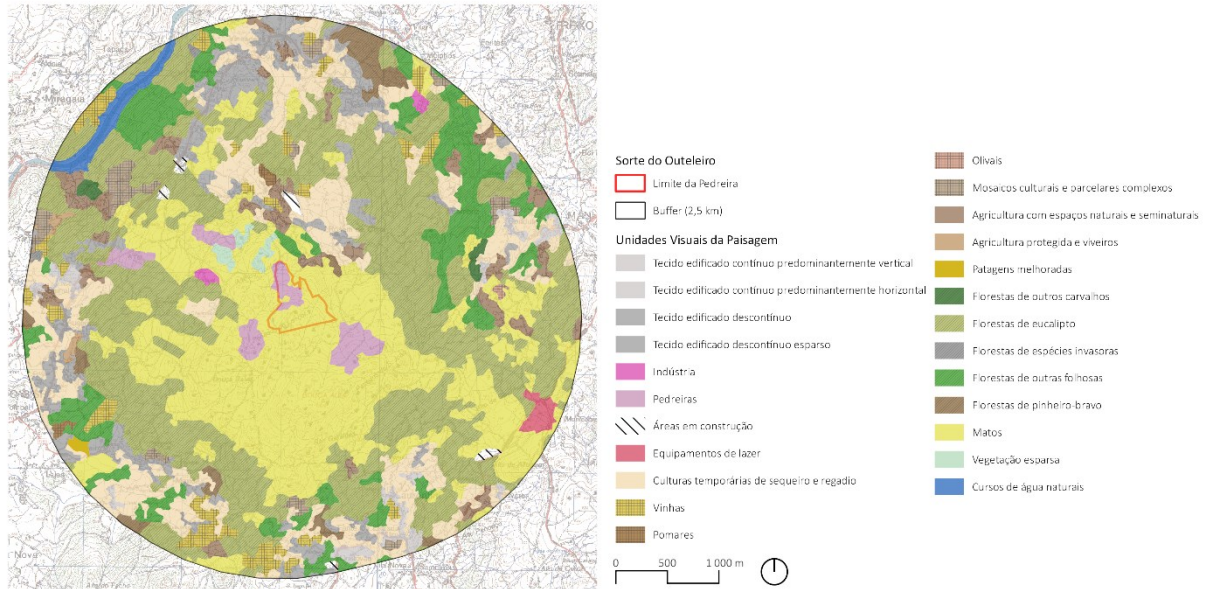 Sorte do Outeleiro
Limite da Pedreira
Buffer (2,5 km)
Unidades Visuais da Paisagem
Tecido edificado contínuo predominantemente vertical
Tecido edificado contínuo predominantemente horizontal
Tecido edificado descontínuo
Tecido edificado descontínuo esparso
Indústria
Pedreiras
Áreas em construção
Equipamentos de lazer
Culturas temporárias de sequeiro e regadio
Vinhas
Pomares
0 500 1 000 m
Olivais
Mosaicos culturais e parcelares complexos
Agricultura com espaços naturais e seminaturais
Agricultura protegida e viveiros
Patagens melhoradas
Florestas de outros carvalhos
Florestas de eucalipto
Florestas de espécies invasoras
Florestas de outras folhosas
Florestas de pinheiro-bravo
Matos
Vegetação esparsa
Cursos de água naturais